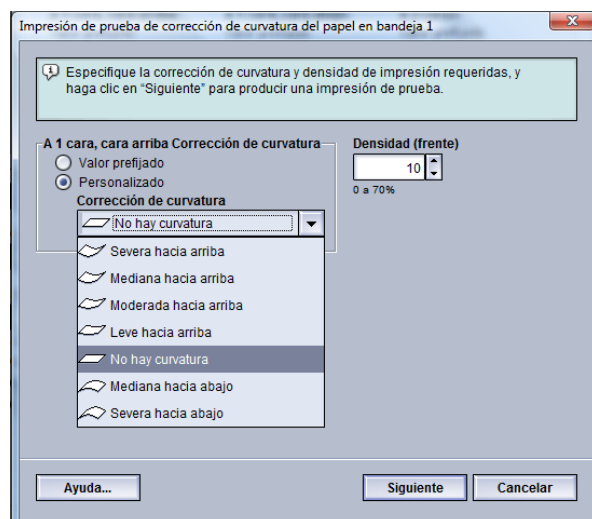 Impresión de prueba de corrección de curvatura del papel en bandeja 1
Especifique la corrección de curvatura y densidad de impresión requeridas, y
haga clic en “Siguiente” para producir una impresión de prueba.
A 1 cara, cara arriba Corrección de curvatura
Valor prefijado
Personalizado
Corrección de curvatura
No hay curvatura
Severa hacia arriba
Mediana hacia arriba
Moderada hacia arriba
Leve hacia arriba
No hay curvatura
Mediana hacia abajo
Severa hacia abajo
Densidad (frente)
10
0 a 70%
Ayuda...
Siguiente
Cancelar